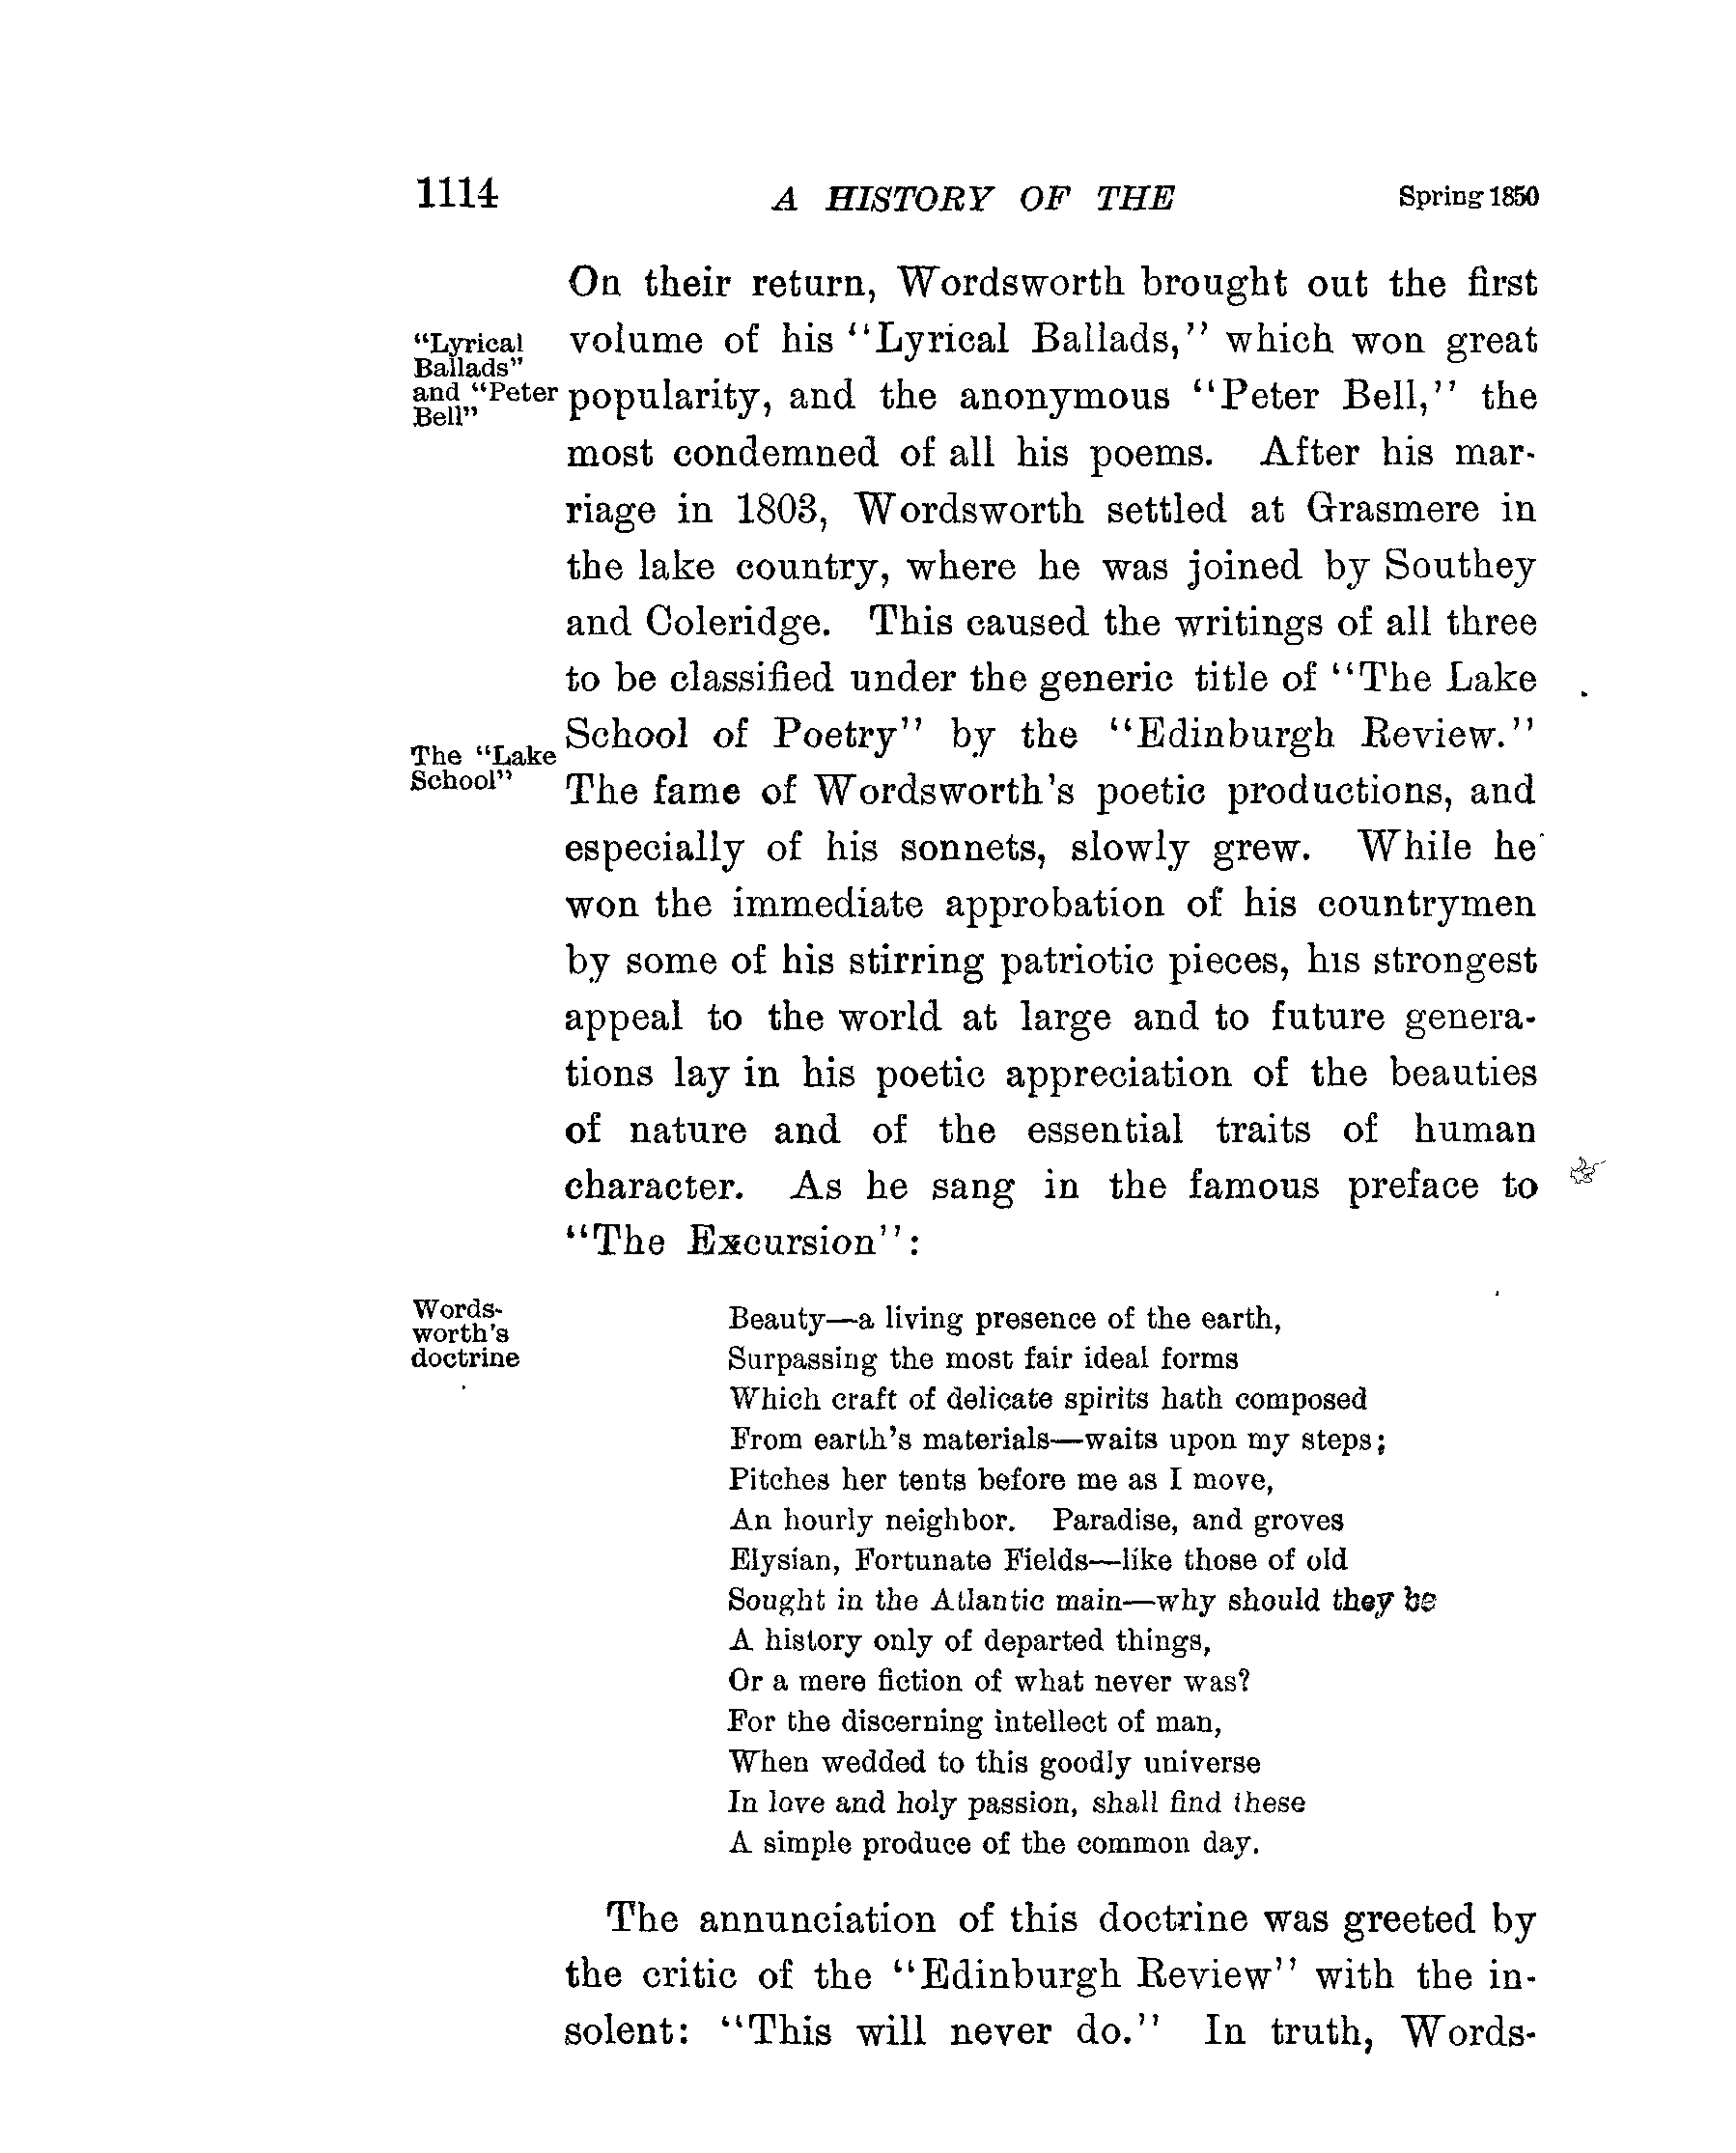 1114 A HISTORY OF THE Spring 1850
On their return, Wordsworth brought out the first
"Lyrical
Ballads"
and "Peter
Bell"
volume of his "Lyrical Ballads," which won great
popularity, and the anonymous "Peter Bell," the
most condemned of all his poems. After his mar-
riage in 1803, Wordsworth settled at Grasmere in
the lake country, where he was joined by Southey
and Coleridge. This caused the writings of all three
to be classified under the generic title of "The Lake
The "Lake
School"
School of Poetry" by the "Edinburgh Review."
The fame of Wordsworth's poetic productions, and
especially of his sonnets, slowly grew. While he
won the immediate approbation of his countrymen
by some of his stirring patriotic pieces, his strongest
appeal to the world at large and to future genera-
tions lay in his poetic appreciation of the beauties
of nature and of the essential traits of human
character. As he sang in the famous preface to
"The Excursion":
Words-
worth's
doctrine
Beauty—a living presence of the earth,
Surpassing the most fair ideal forms
Which craft of delicate spirits hath composed
From earth's materials—waits upon my steps;
Pitches her tents before me as I move,
An hourly neighbor. Paradise, and groves
Elysian, Fortunate Fields—like those of old
Sought in the Atlantic main—why should they be
A history only of departed things,
Or a mere fiction of what never was?
For the discerning intellect of man,
When wedded to this goodly universe
In love and holy passion, shall find these
A simple produce of the common day.
The annunciation of this doctrine was greeted by
the critic of the "Edinburgh Review" with the in-
solent: "This will never do." In truth, Words-